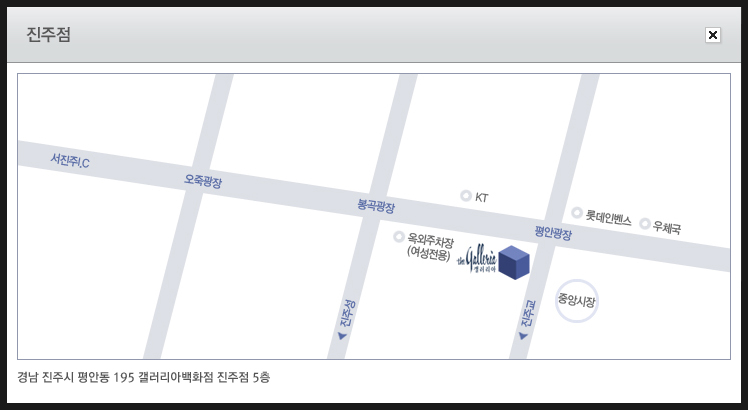 진주점
서진주I.C
오죽광장
봉곡광장
KT
롯데인벤스
우체국
평안광장
옥외주차장
(여성전용)
the Galleria
갤러리아
중앙시장
진주성
진주교
경남 진주시 평안동 195 갤러리아백화점 진주점 5층